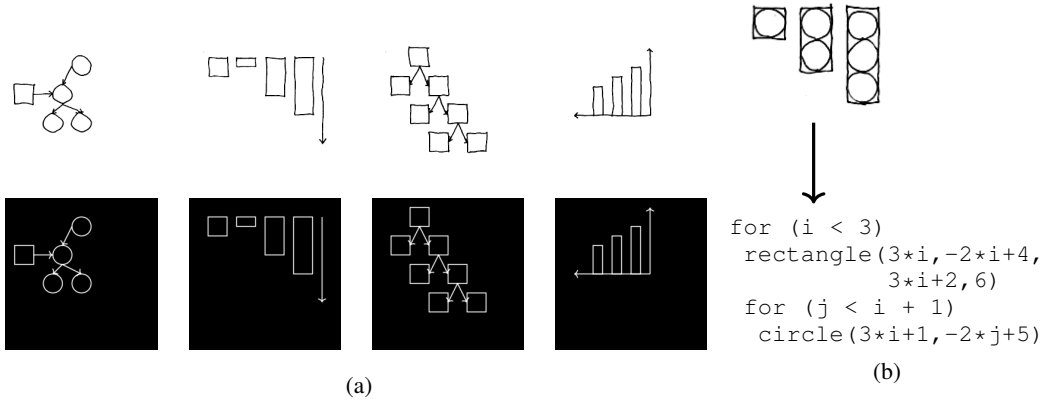 for (i < 3)
rectangle(3*i,-2*i+4,
3*i+2,6)
for (j < i + 1)
circle(3*i+1,-2*j+5)
(a)
(b)